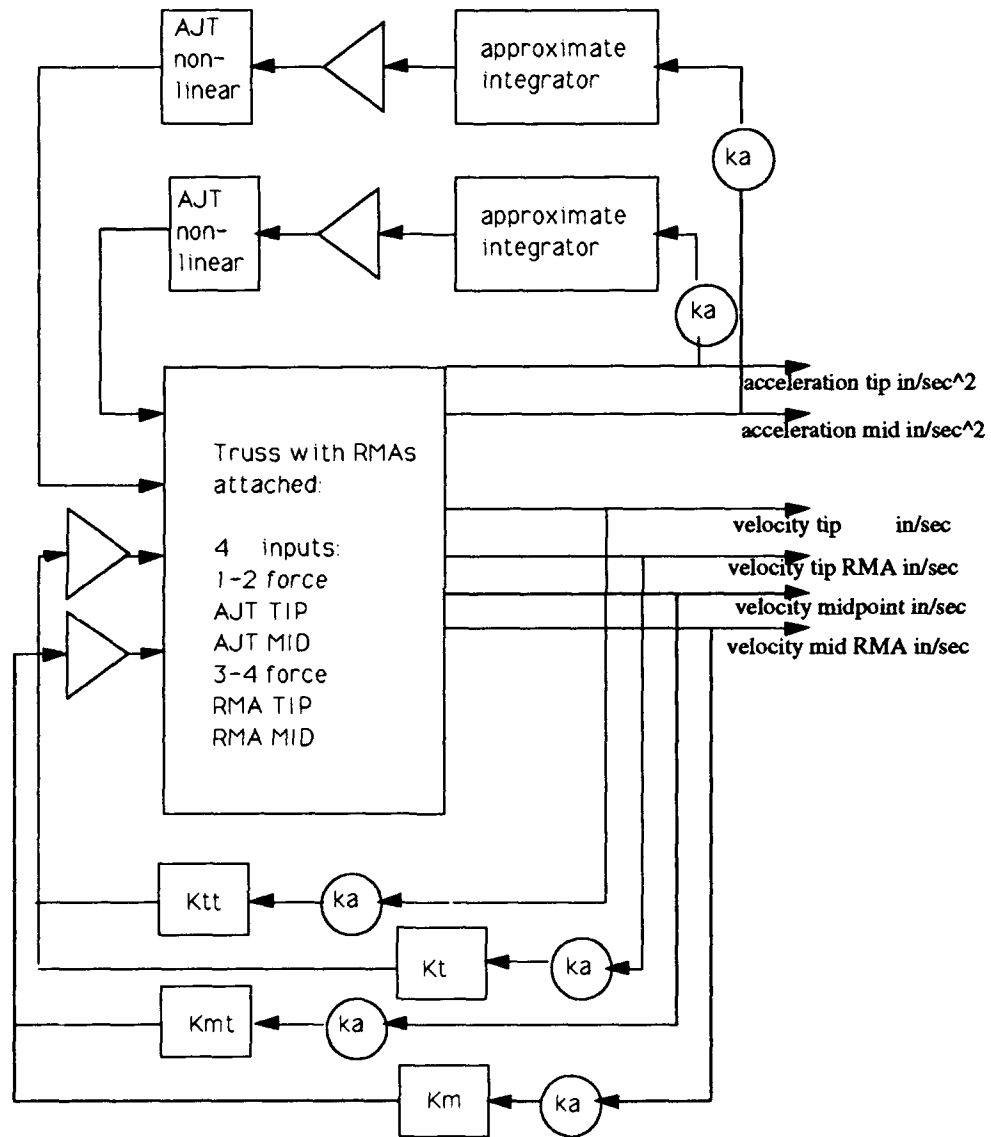 AJT
non-
linear
approximate
integrator
ka
AJT
non-
linear
approximate
integrator
ka
acceleration tip in/sec^2
acceleration mid in/sec^2
Truss with RMAs
attached:
4 inputs:
1-2 force
AJT TIP
AJT MID
3-4 force
RMA TIP
RMA MID
velocity tip in/sec
velocity tip RMA in/sec
velocity midpoint in/sec
velocity mid RMA in/sec
Ktt
ka
Kt
ka
Kmt
ka
Km
ka